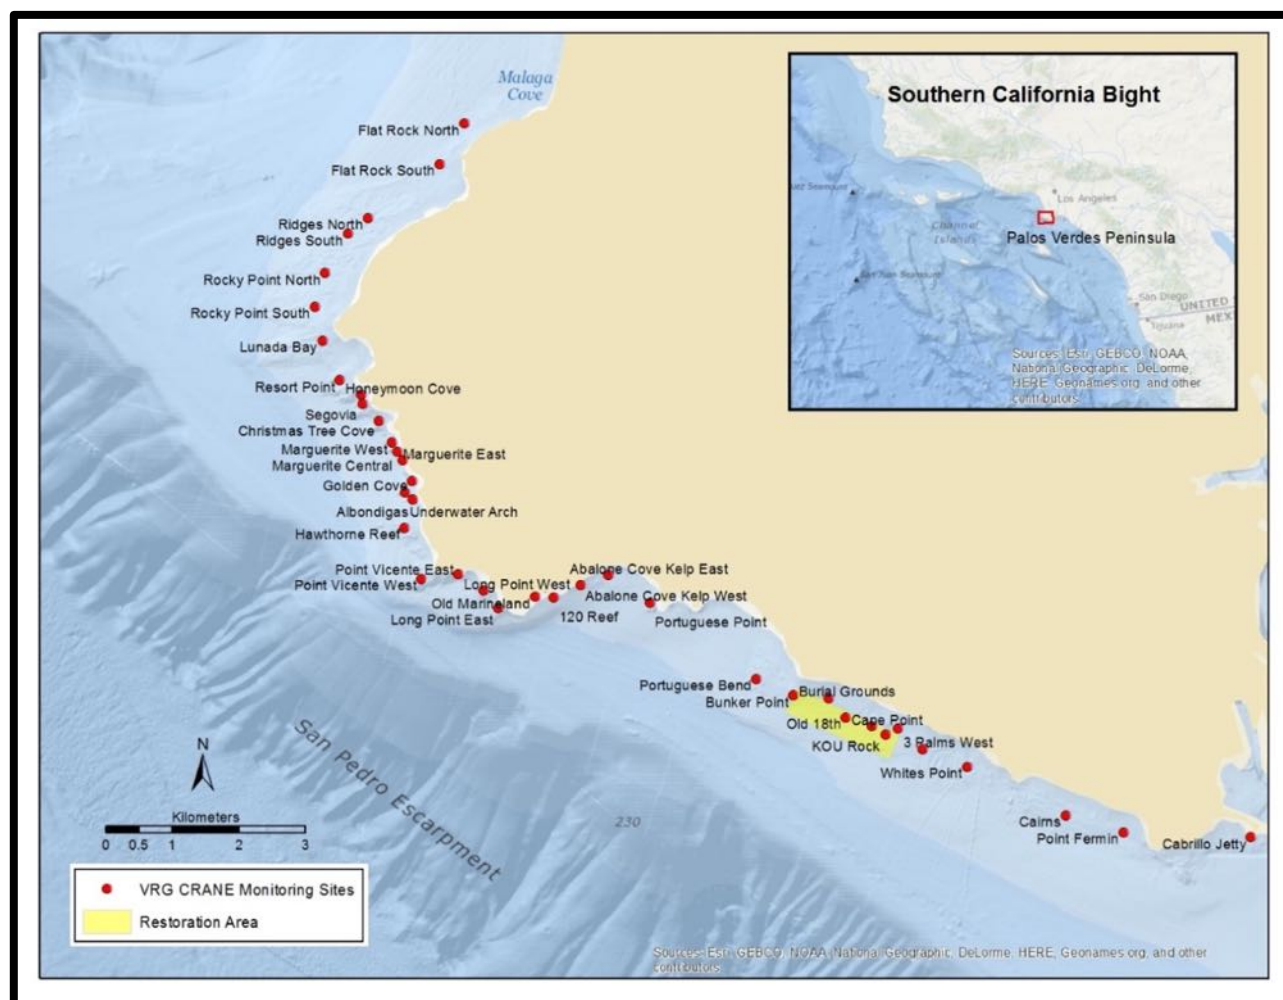 Malaga
Cove
Flat Rock North
Flat Rock South
Ridges North
Ridges South
Rocky Point North
Rocky Point South
Lunada Bay
Resort Point
Honeymoon Cove
Segovia
Christmas Tree Cove
Marguerite West
Marguerite East
Marguerite Central
Golden Cove
Albondigas
Underwater Arch
Hawthorne Reef
Point Vicente East
Point Vicente West
Long Point West
Old Marineland
Long Point East
Abalone Cove Kelp East
Abalone Cove Kelp West
120 Reef
Portuguese Point
Portuguese Bend
Bunker Point
Burial Grounds
Old 18th
Cape Point
KOU Rock
3 Palms West
Whites Point
Cairns
Point Fermin
Cabrillo Jetty
San Pedro Escarpment
230
N
Kilometers
0 0.5 1 2 3
VRG CRANE Monitoring Sites
Restoration Area
Sources: Esri, GEBCO, NOAA, National Geographic, DeLorme, HERE, Geonames.org, and other
contributors
Southern California Bight
Seamount
Los Angeles
Channel
Islands
Palos Verdes Peninsula
San Juan Seamount
San Diego
UNITED
Tijuana
MEX
Sources: Esri, GEBCO, NOAA,
National Geographic, DeLorme,
HERE, Geonames.org, and other
contributors